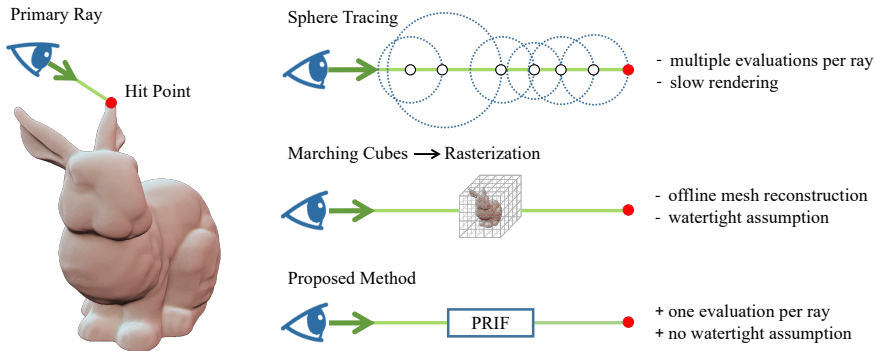 Primary Ray
Hit Point
Sphere Tracing
- multiple evaluations per ray
- slow rendering
Marching Cubes → Rasterization
- offline mesh reconstruction
- watertight assumption
Proposed Method
PRIF
+ one evaluation per ray
+ no watertight assumption